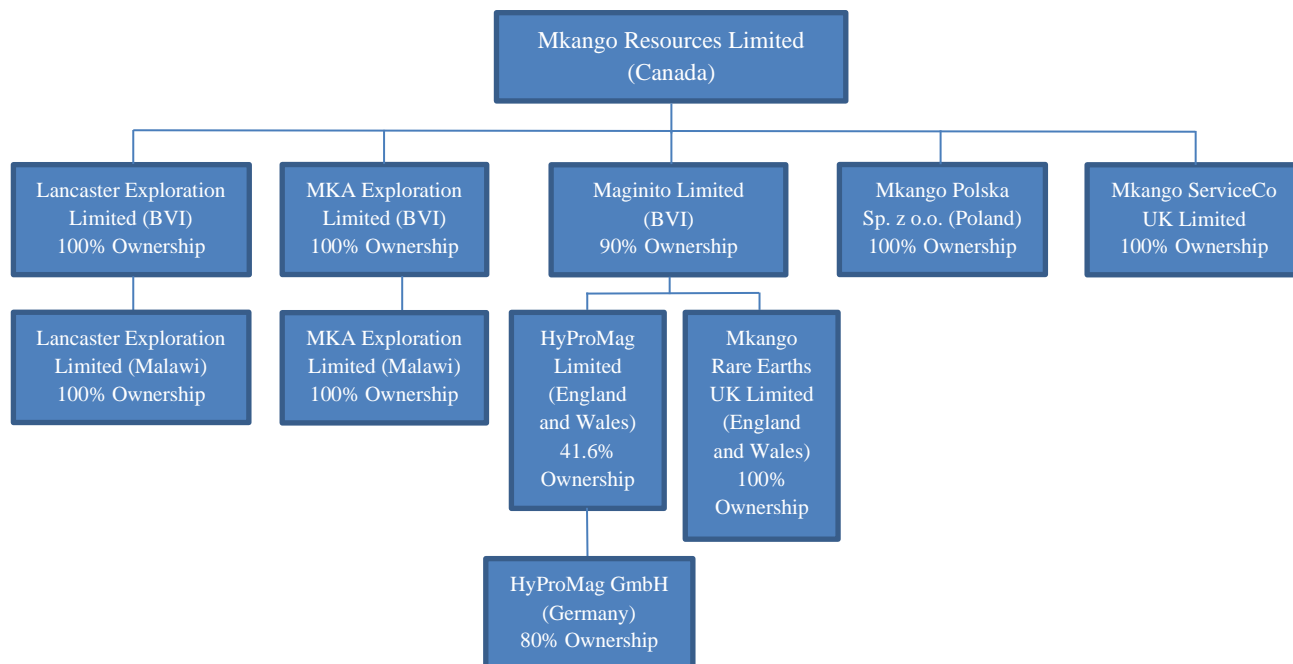 Mkango Resources Limited
(Canada)
Lancaster Exploration
Limited (BVI)
100% Ownership
MKA Exploration
Limited (BVI)
100% Ownership
Maginito Limited
(BVI)
90% Ownership
Mkango Polska
Sp. z o.o. (Poland)
100% Ownership
Mkango ServiceCo
UK Limited
100% Ownership
Lancaster Exploration
Limited (Malawi)
100% Ownership
MKA Exploration
Limited (Malawi)
100% Ownership
HyProMag
Limited
(England
and Wales)
41.6%
Ownership
Mkango
Rare Earths
UK Limited
(England
and Wales)
100%
Ownership
HyProMag GmbH
(Germany)
80% Ownership